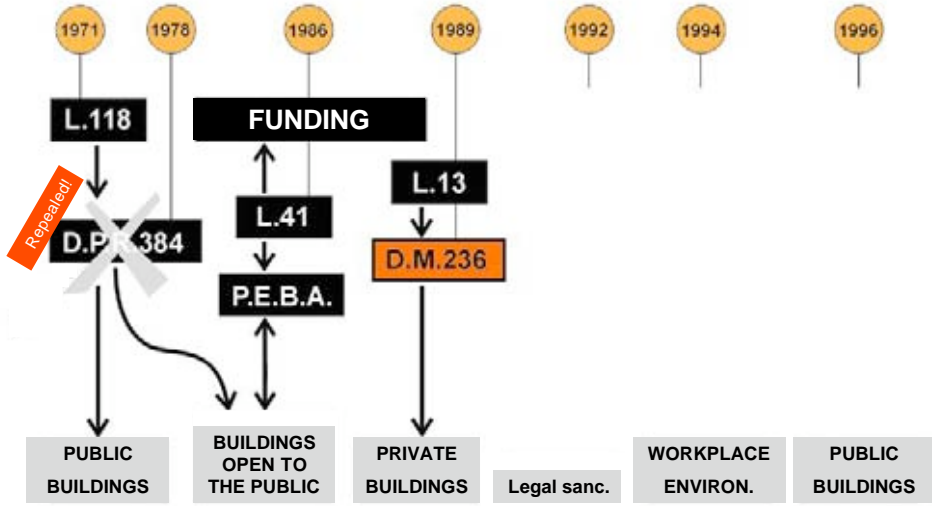 1971 1978 1986 1989 1992 1994 1996
L.118
FUNDING
L.13
Repealed!
L.41
D.P.R.384
D.M.236
P.E.B.A.
PUBLIC
BUILDINGS
BUILDINGS
OPEN TO
THE PUBLIC
PRIVATE
BUILDINGS
Legal sanc.
WORKPLACE
ENVIRON.
PUBLIC
BUILDINGS